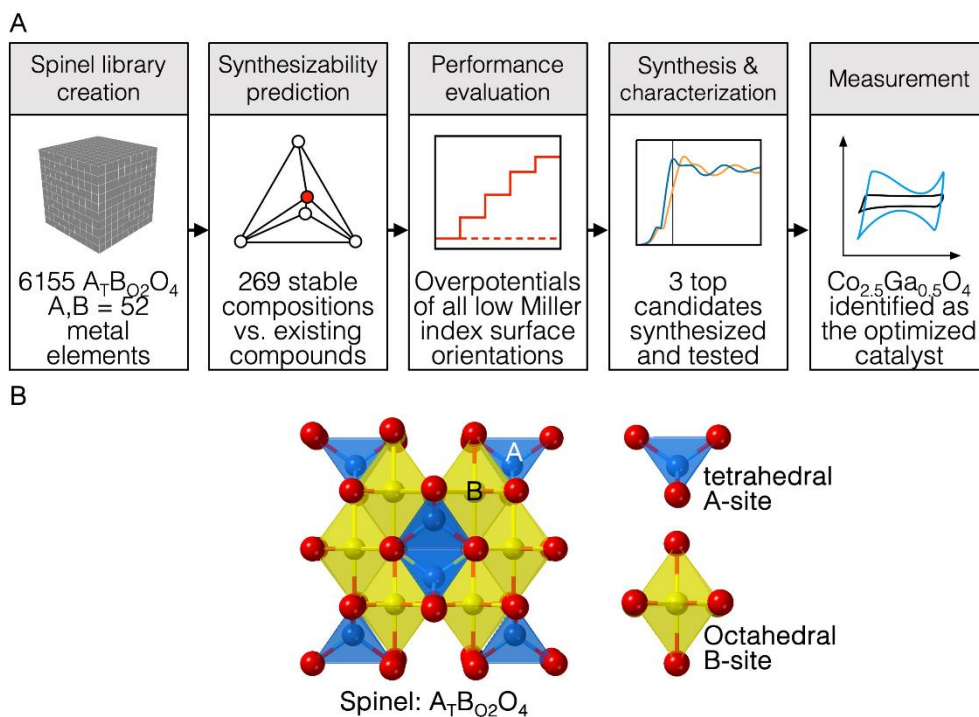 A
Spinel library
creation
6155 AₜB_O2O₄
A,B = 52
metal
elements
Synthesizability
prediction
269 stable
compositions
vs. existing
compounds
Performance
evaluation
Overpotentials
of all low Miller
index surface
orientations
Synthesis &
characterization
3 top
candidates
synthesized
and tested
Measurement
Co₂.₅Ga₀.₅O₄
identified as
the optimized
catalyst
B
A
B
tetrahedral
A-site
Octahedral
B-site
Spinel: A_TB_O2O₄